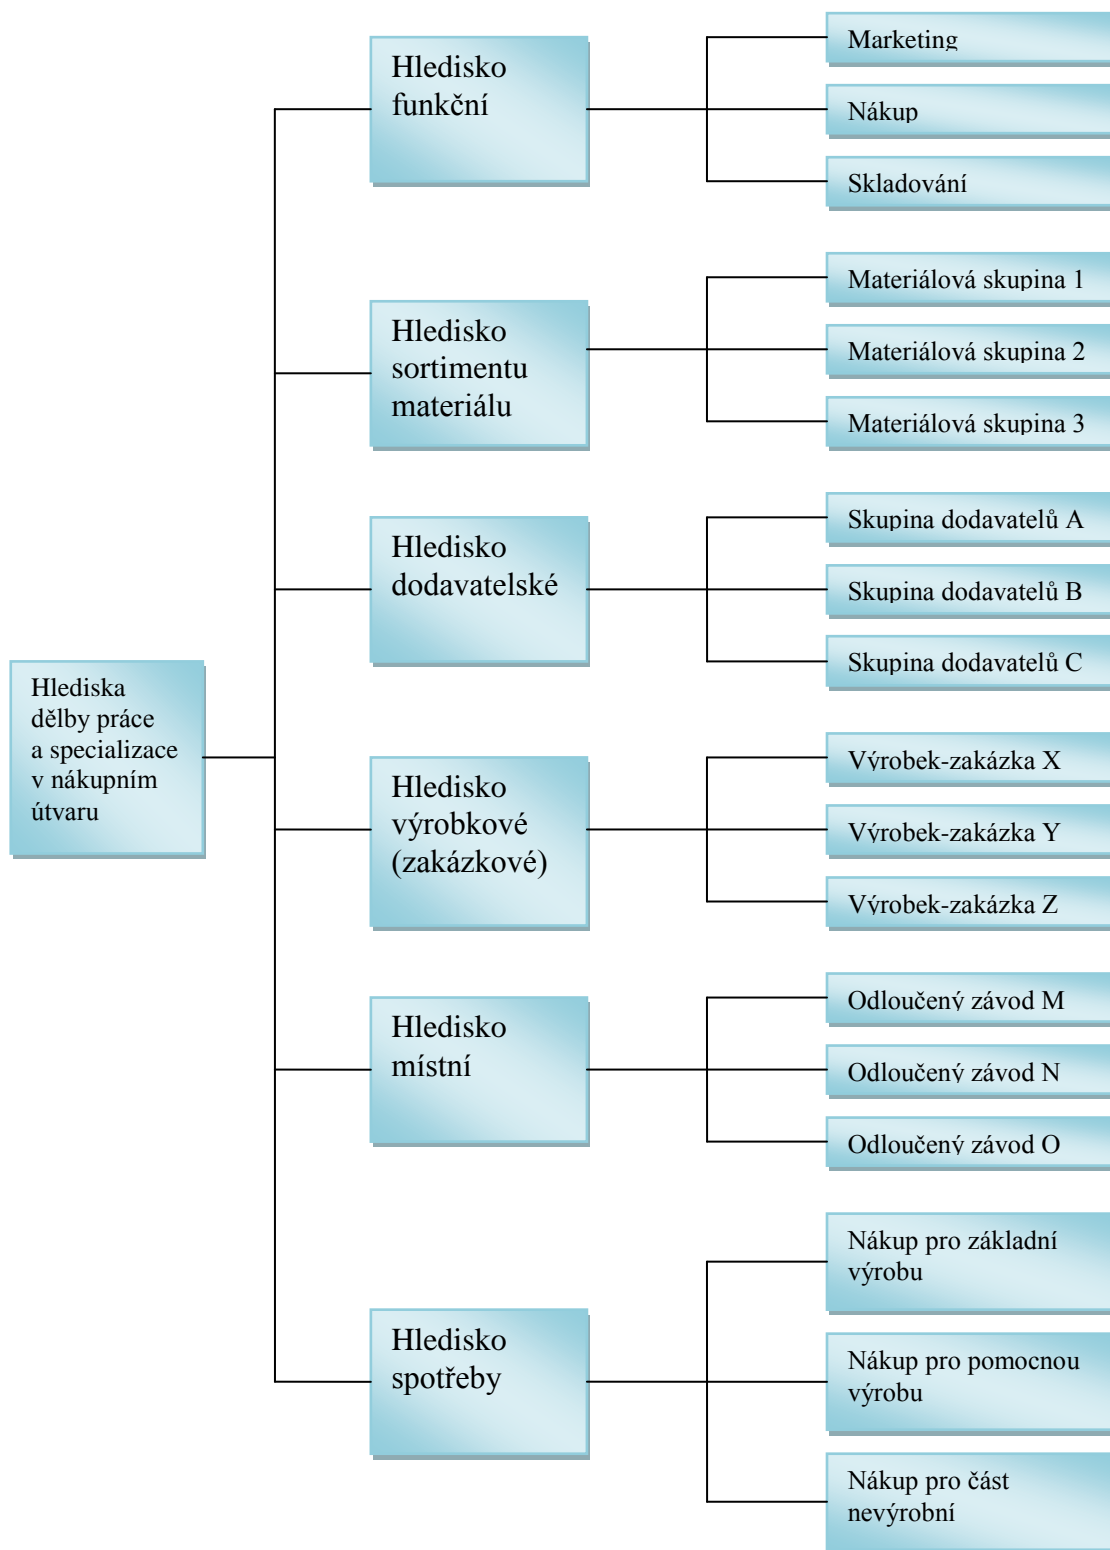 Hlediska
dělby práce
a specializace
v nákupním
útvaru
Hledisko
funkční
Marketing
Nákup
Skladování
Hledisko
sortimentu
materiálu
Materiálová skupina 1
Materiálová skupina 2
Materiálová skupina 3
Hledisko
dodavatelské
Skupina dodavatelů A
Skupina dodavatelů B
Skupina dodavatelů C
Hledisko
výrobkové
(zakázkové)
Výrobek-zakázka X
Výrobek-zakázka Y
Výrobek-zakázka Z
Hledisko
místní
Odloučený závod M
Odloučený závod N
Odloučený závod O
Hledisko
spotřeby
Nákup pro základní
výrobu
Nákup pro pomocnou
výrobu
Nákup pro část
nevýrobní